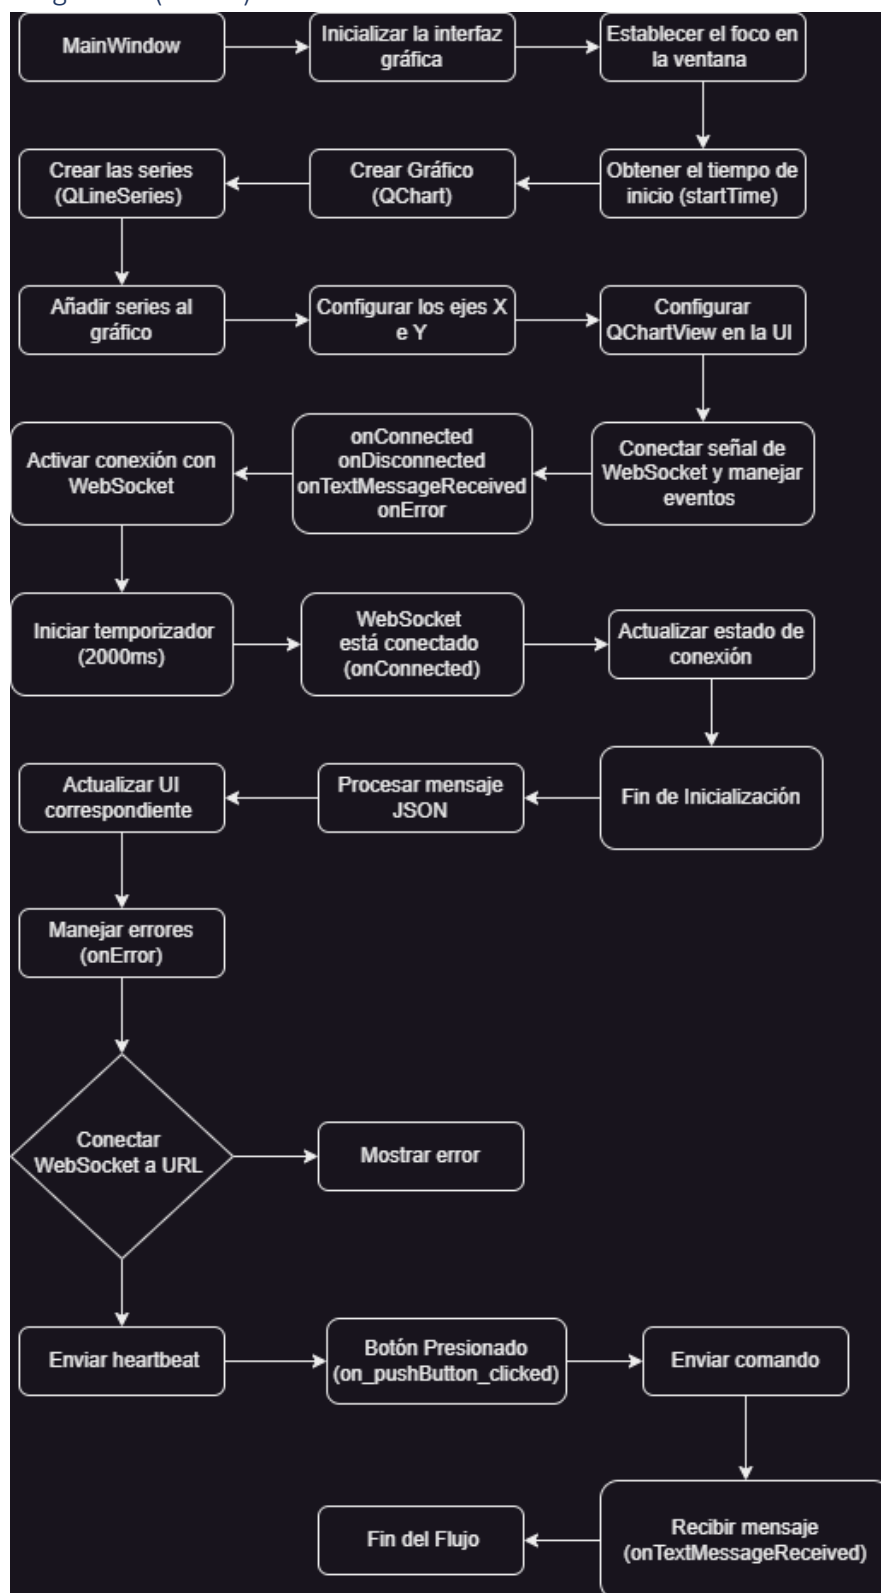 MainWindow
Inicializar la interfaz
gráfica
Establecer el foco en
la ventana
Obtener el tiempo de
inicio (startTime)
Crear Gráfico
(QChart)
Crear las series
(QLineSeries)
Añadir series al
gráfico
Configurar los ejes X
e Y
Configurar
QChartView en la UI
Conectar señal de
WebSocket y manejar
eventos
onConnected
onDisconnected
onTextMessageReceived
onError
Activar conexión con
WebSocket
Iniciar temporizador
(2000ms)
WebSocket
está conectado
(onConnected)
Actualizar estado de
conexión
Fin de Inicialización
Procesar mensaje
JSON
Actualizar UI
correspondiente
Manejar errores
(onError)
Conectar
WebSocket a URL
Mostrar error
Enviar heartbeat
Botón Presionado
(on_pushButton_clicked)
Enviar comando
Recibir mensaje
(onTextMessageReceived)
Fin del Flujo